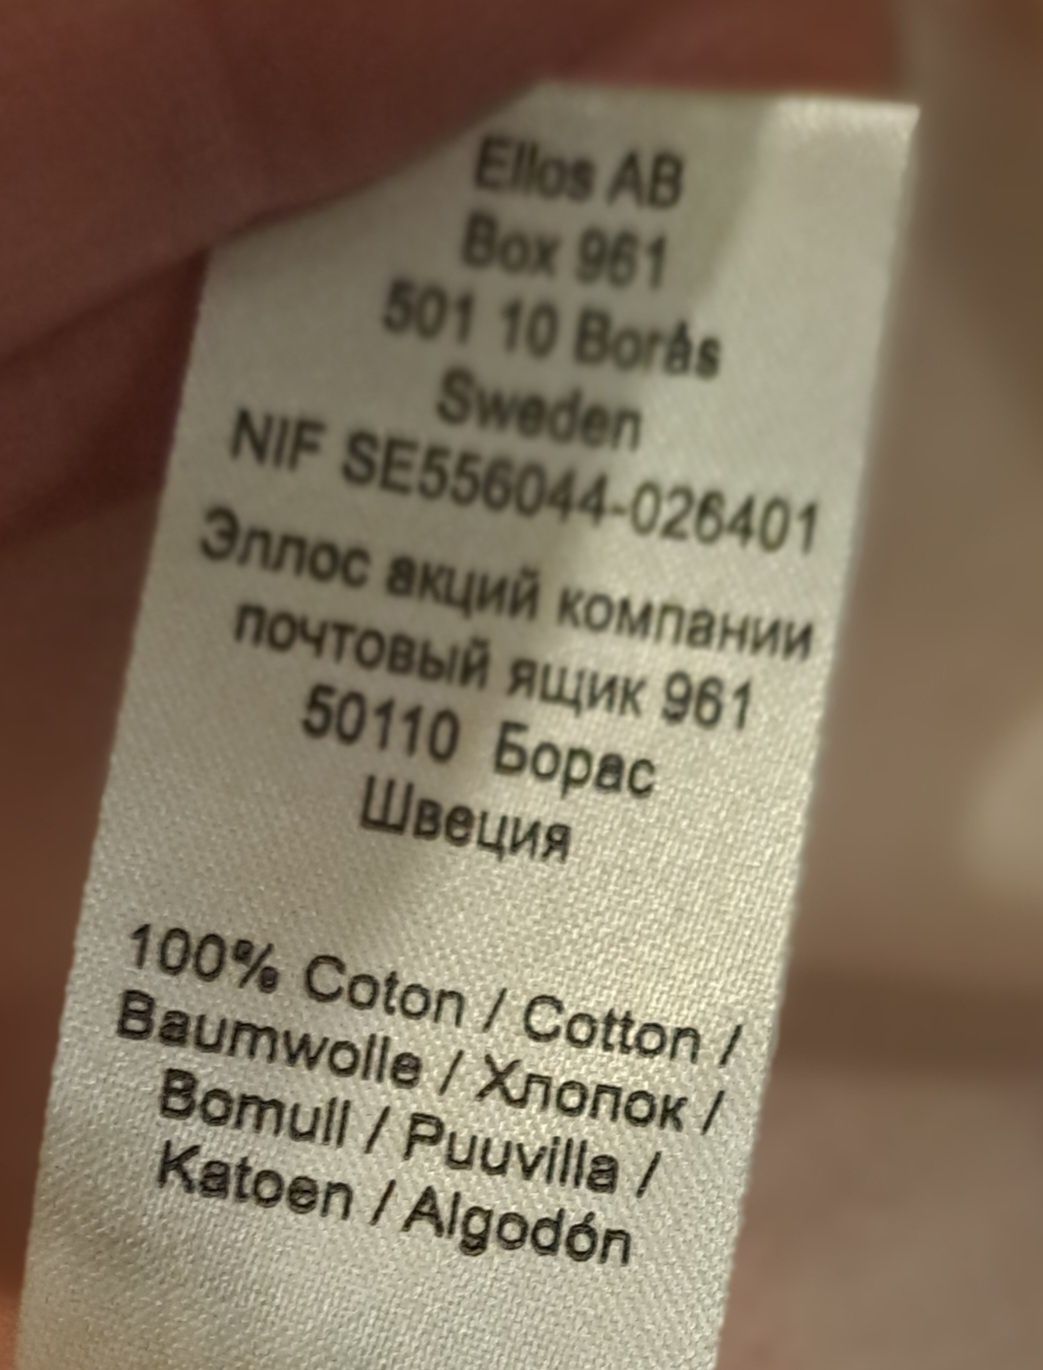 Ellos AB
Box 961
501 10 Borås
Sweden
NIF SE556044-026401
Эллос акций компании
почтовый ящик 961
50110 Борас
Швеция
100% Coton / Cotton /
Baumwolle / Хлопок /
Bomull / Puuvilla /
Katoen / Algodón